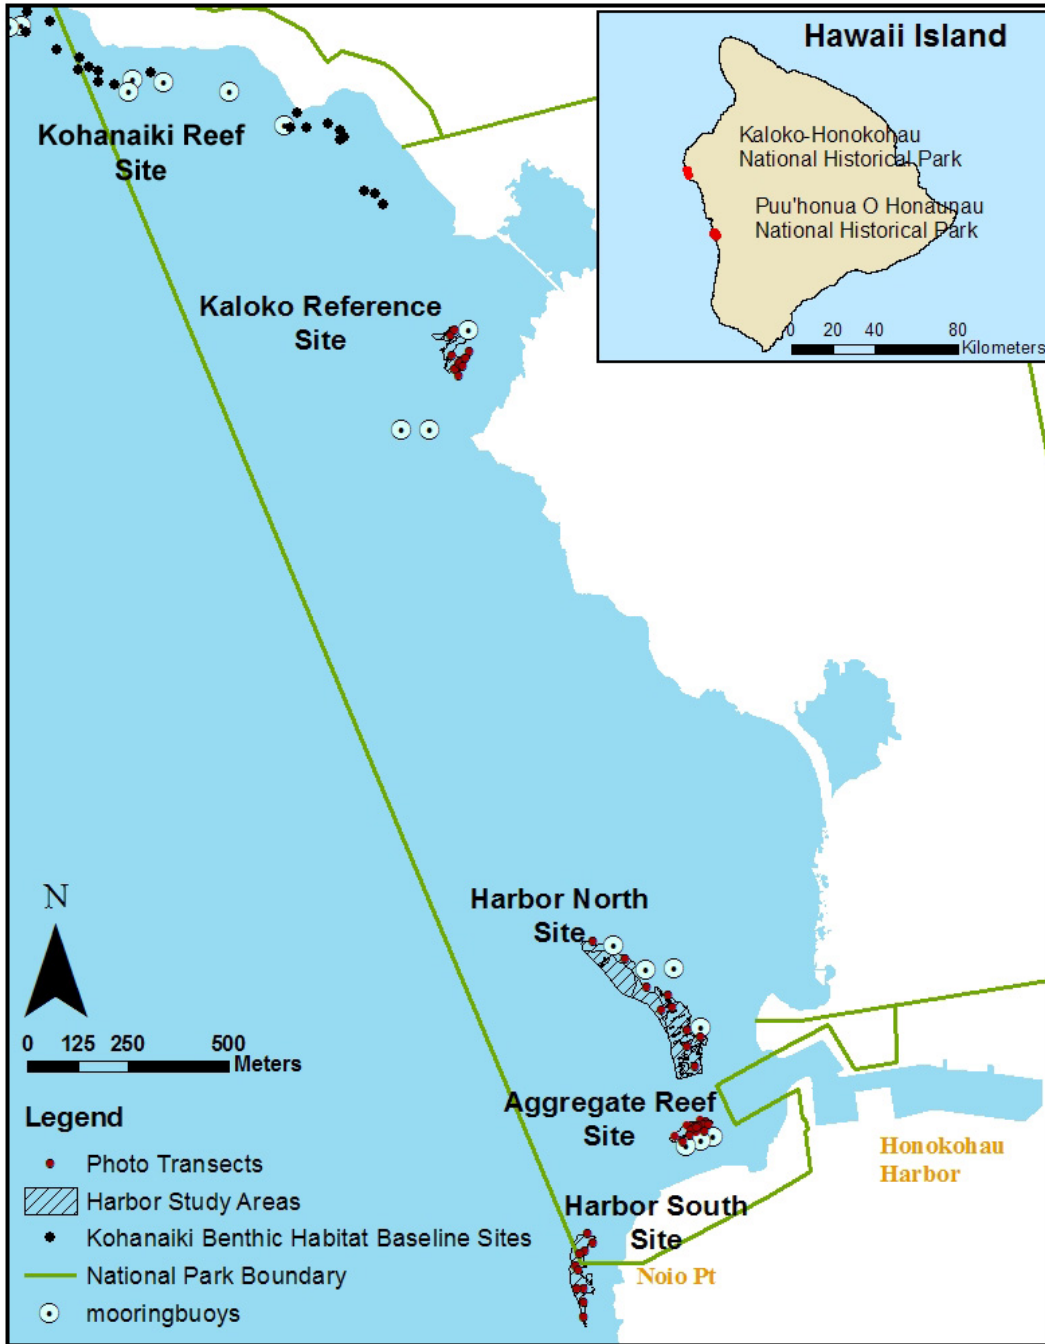 Hawaii Island
Kaloko-Honokohau
National Historical Park
Puu'honua O Honaunau
National Historical Park
0 20 40 80
Kilometers
Kohanaiki Reef
Site
Kaloko Reference
Site
Harbor North
Site
N
0 125 250 500
Meters
Aggregate Reef
Site
Honokohau
Harbor
Harbor South
Site
Noio Pt
Legend
Photo Transects
Harbor Study Areas
Kohanaiki Benthic Habitat Baseline Sites
National Park Boundary
mooringbuoys